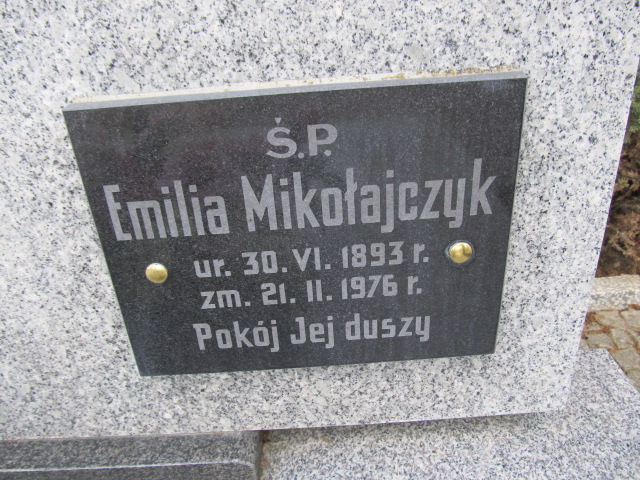 Ś.P.
Emilia Mikołajczyk
ur. 30. VI. 1893 r.
zm. 21. II. 1976 r.
Pokój Jej duszy